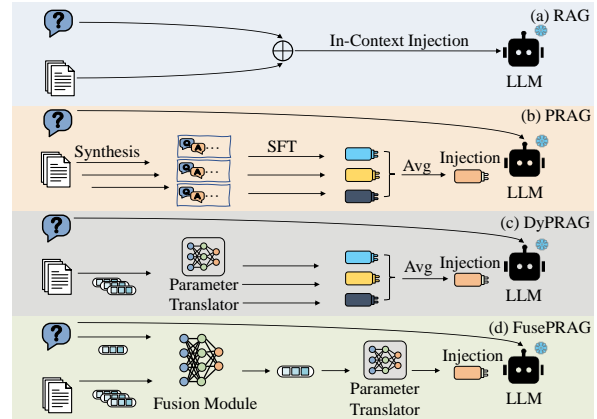 (a) RAG
In-Context Injection
LLM
(b) PRAG
Synthesis
Q A ...
SFT
Q A ...
Q A ...
Avg
Injection
LLM
(c) DyPRAG
Parameter
Translator
Avg
Injection
LLM
(d) FusePRAG
Fusion Module
Parameter
Translator
Injection
LLM